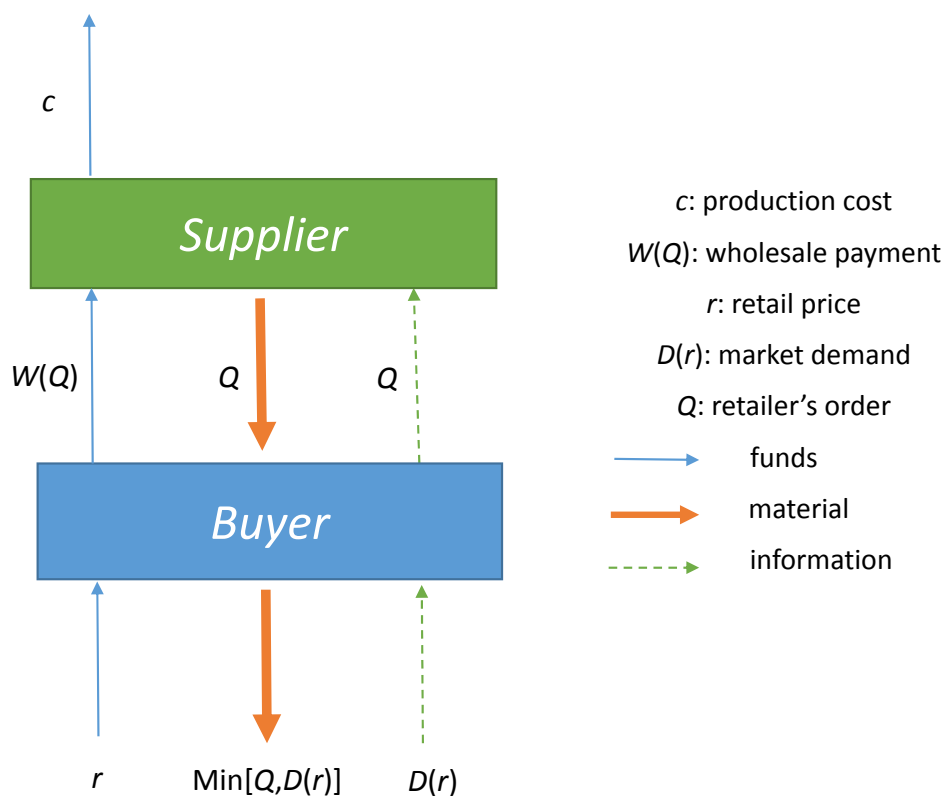 c
Supplier
W(Q)
Q
Q
Buyer
r
Min[Q,D(r)]
D(r)
c: production cost
W(Q): wholesale payment
r: retail price
D(r): market demand
Q: retailer’s order
funds
material
information